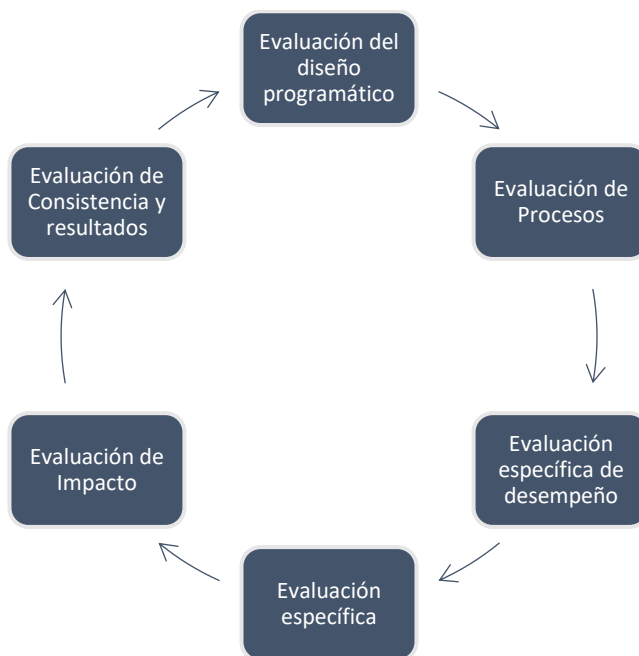 Evaluación del
diseño
programático
Evaluación de
Procesos
Evaluación
específica de
desempeño
Evaluación
específica
Evaluación de
Impacto
Evaluación de
Consistencia y
resultados